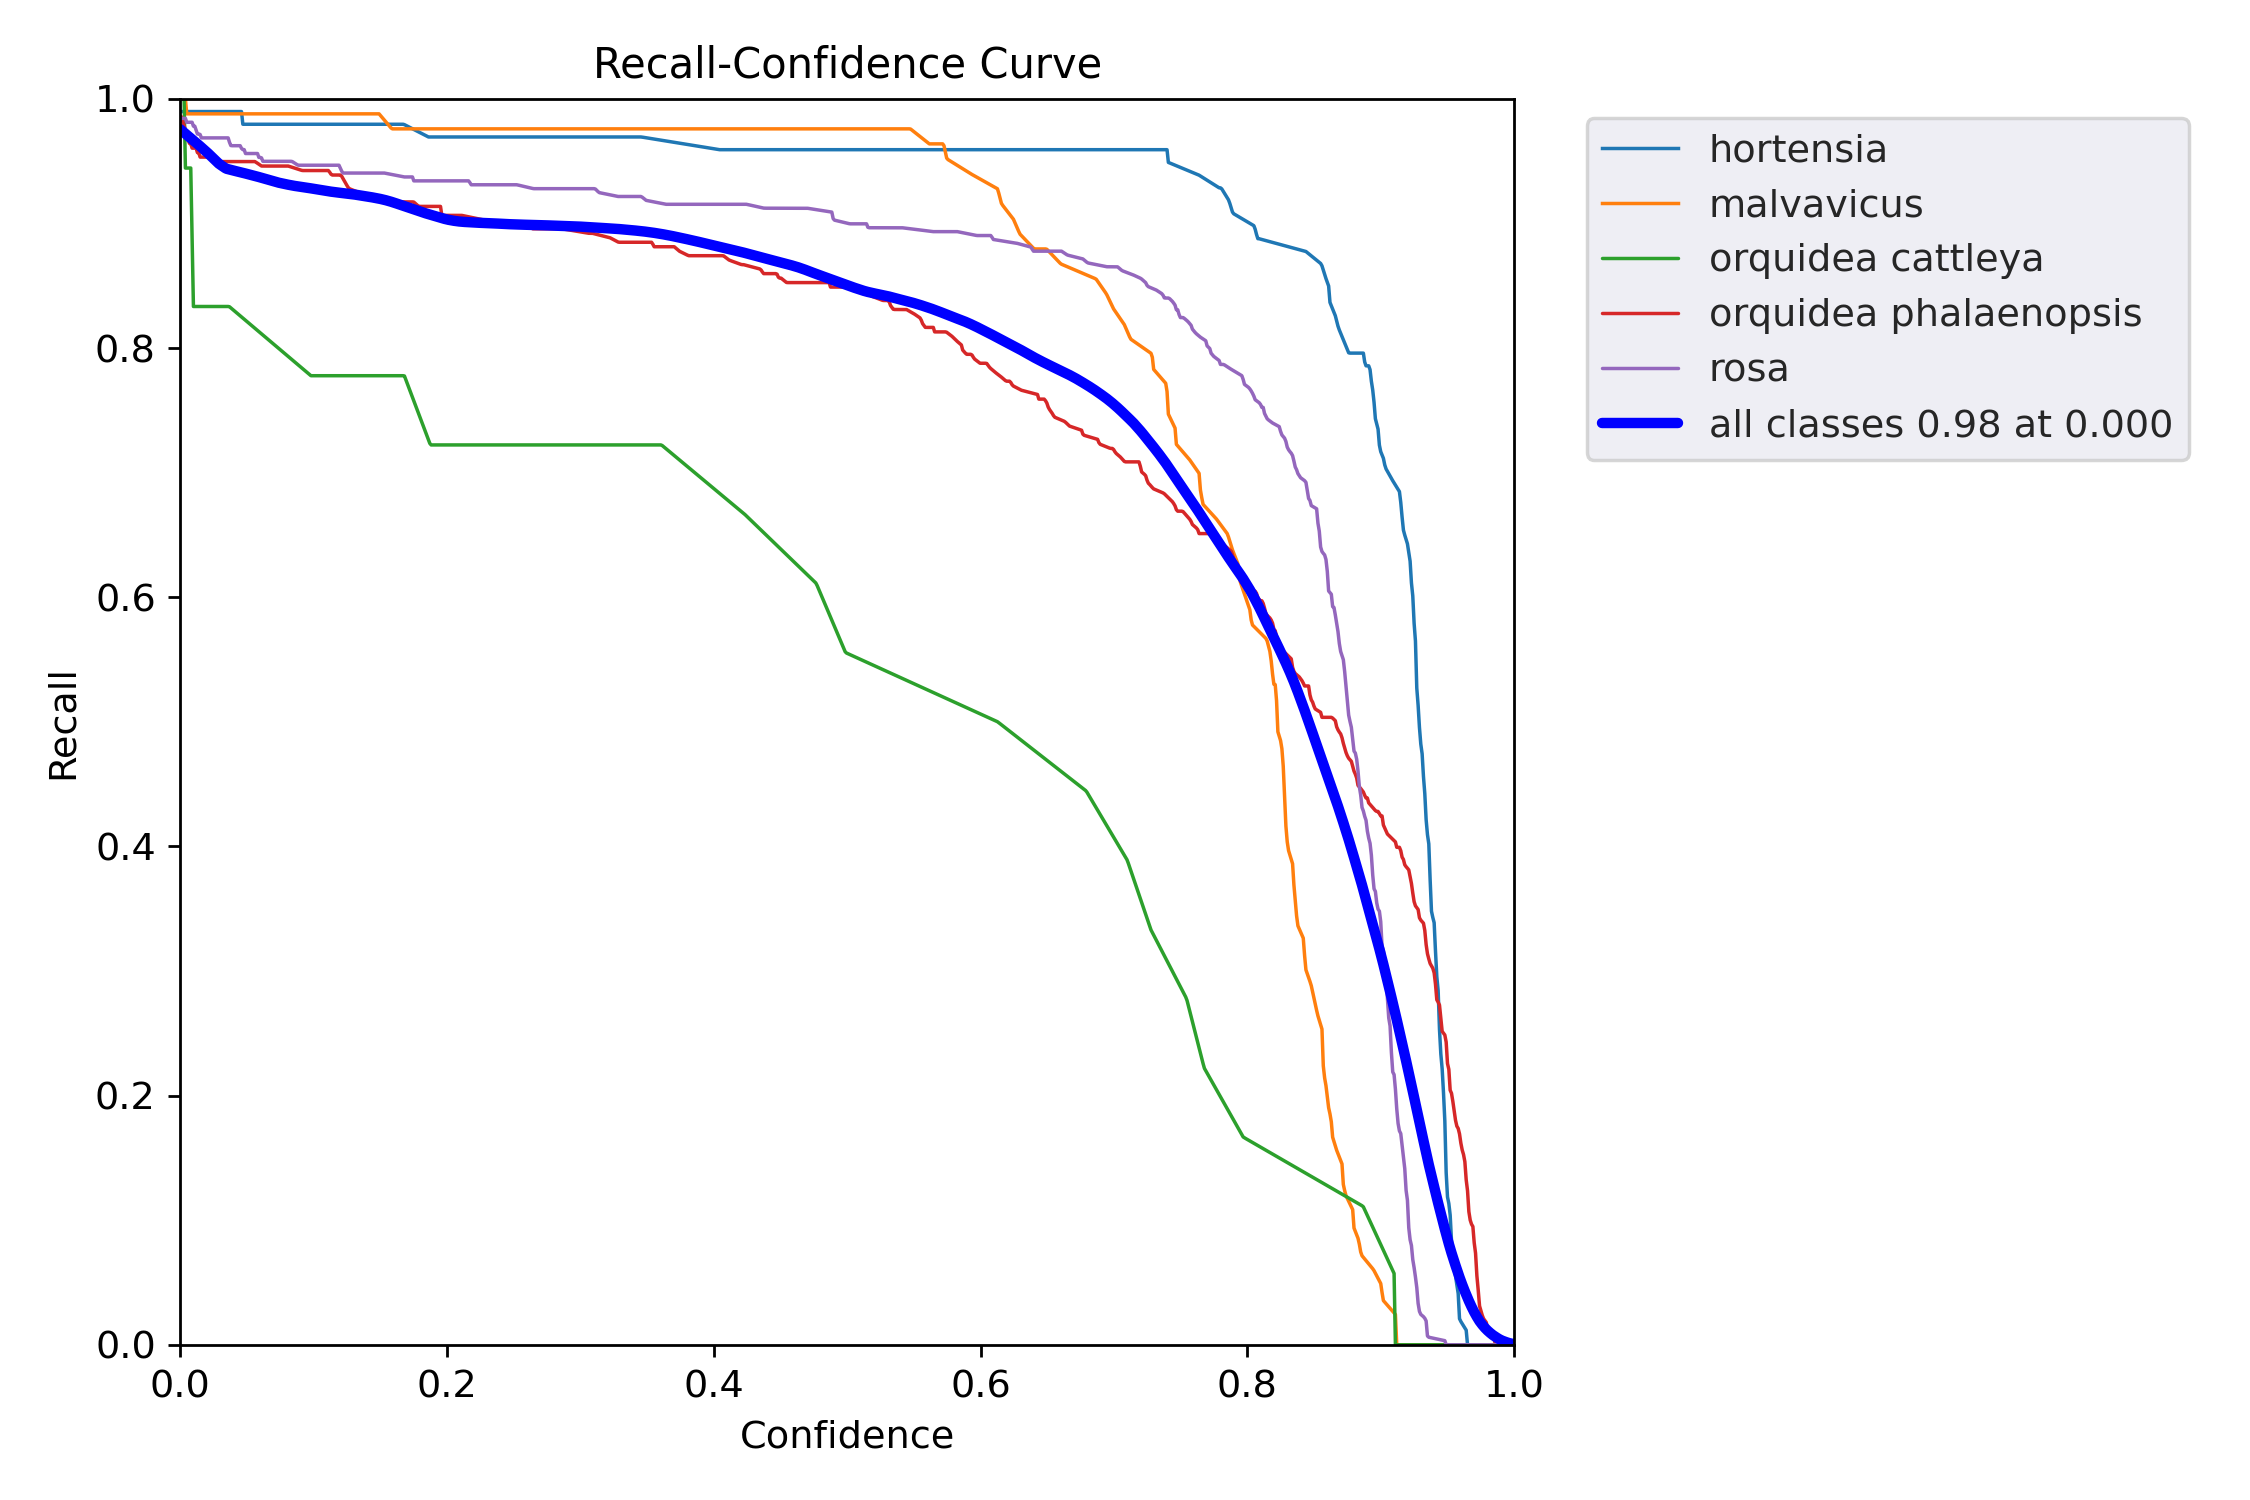 Recall-Confidence Curve
1.0
0.8
0.6
0.4
0.2
0.0
Recall
0.0 0.2 0.4 0.6 0.8 1.0
Confidence
hortensia
malvavicus
orquidea cattleya
orquidea phalaenopsis
rosa
all classes 0.98 at 0.000